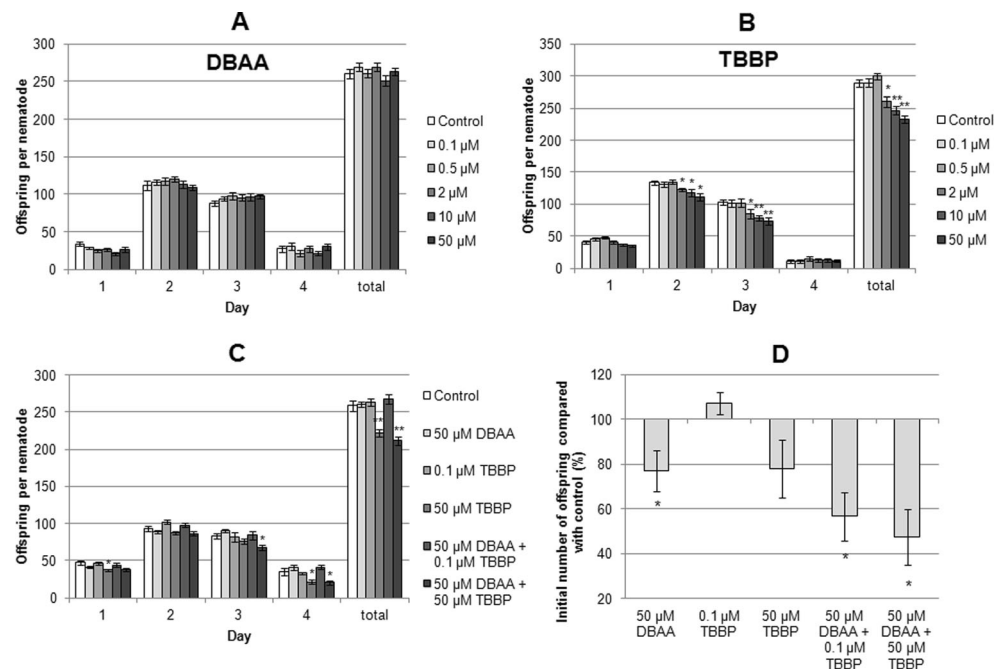 A
DBAA
Offspring per nematode
300
250
200
150
100
50
0
1 2 3 4 total
Day
Control
0.1 µM
0.5 µM
2 µM
10 µM
50 µM
B
TBBP
Offspring per nematode
350
300
250
200
150
100
50
0
* * * * ** ** * ** **
1 2 3 4 total
Day
Control
0.1 µM
0.5 µM
2 µM
10 µM
50 µM
C
Offspring per nematode
300
250
200
150
100
50
0
* * * * ** **
1 2 3 4 total
Day
Control
50 µM DBAA
0.1 µM TBBP
50 µM TBBP
50 µM DBAA +
0.1 µM TBBP
50 µM DBAA +
50 µM TBBP
D
Initial number of offspring compared
with control (%)
120
100
80
60
40
20
* * *
50 µM
DBAA
0.1 µM
TBBP
50 µM
TBBP
50 µM
DBAA +
0.1 µM
TBBP
50 µM
DBAA +
50 µM
TBBP